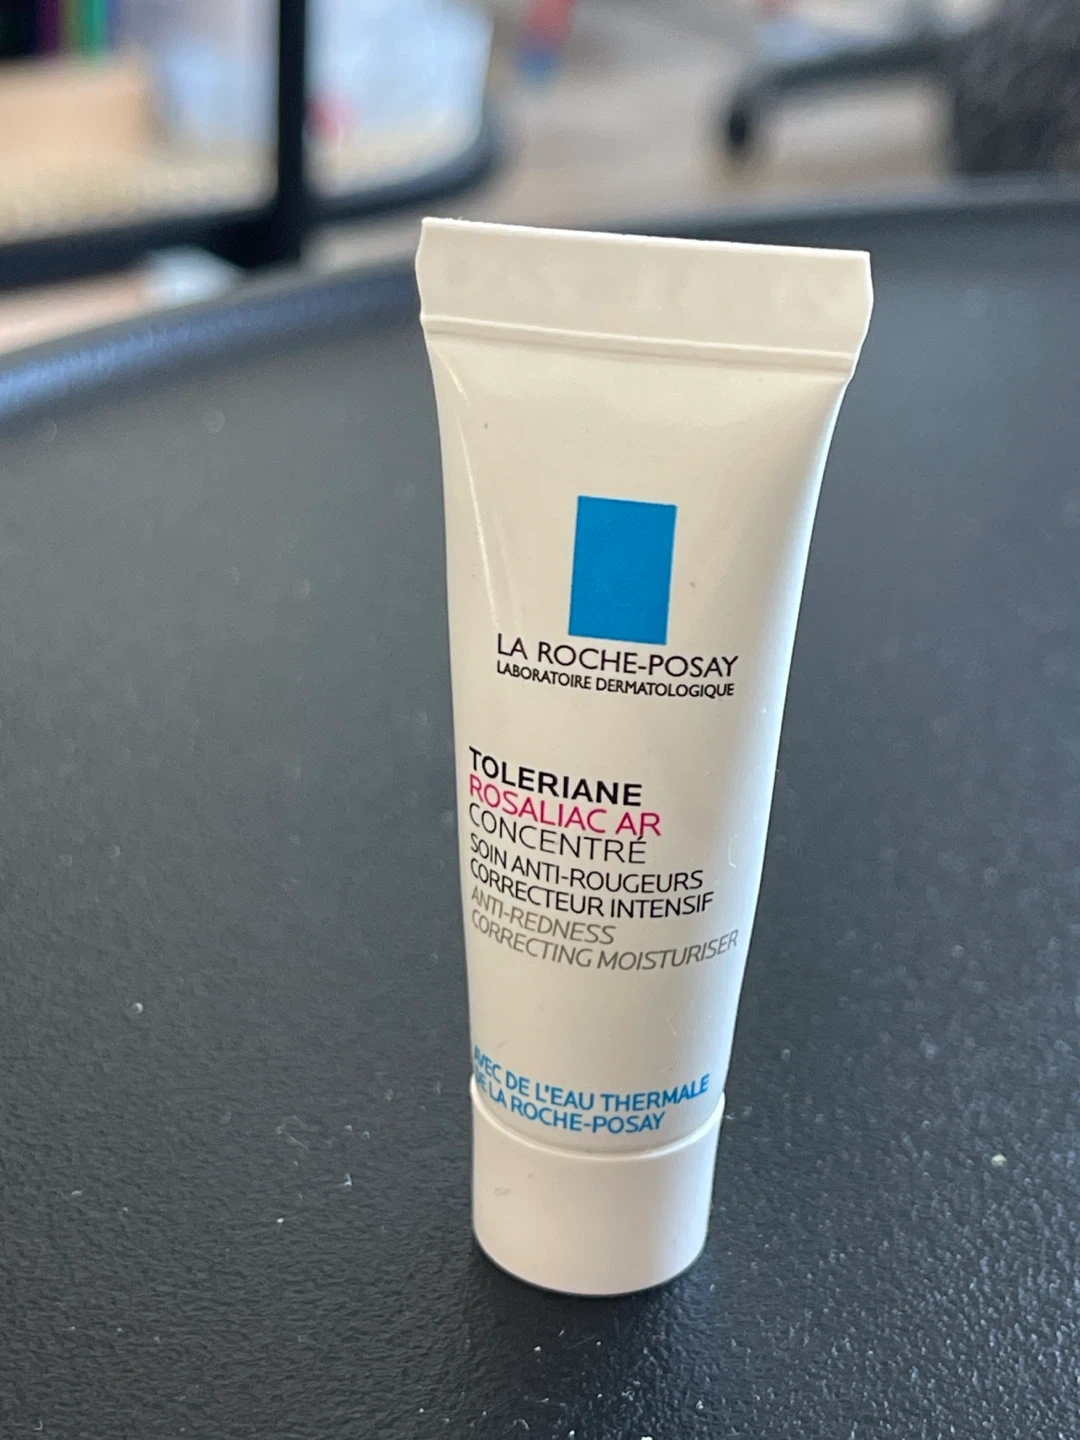 LA ROCHE-POSAY
LABORATOIRE DERMATOLOGIQUE
TOLERIANE
ROSALIAC AR
CONCENTRÉ
SOIN ANTI-ROUGEURS
CORRECTEUR INTENSIF
ANTI-REDNESS
CORRECTING MOISTURISER
AVEC DE L'EAU THERMALE
DE LA ROCHE-POSAY